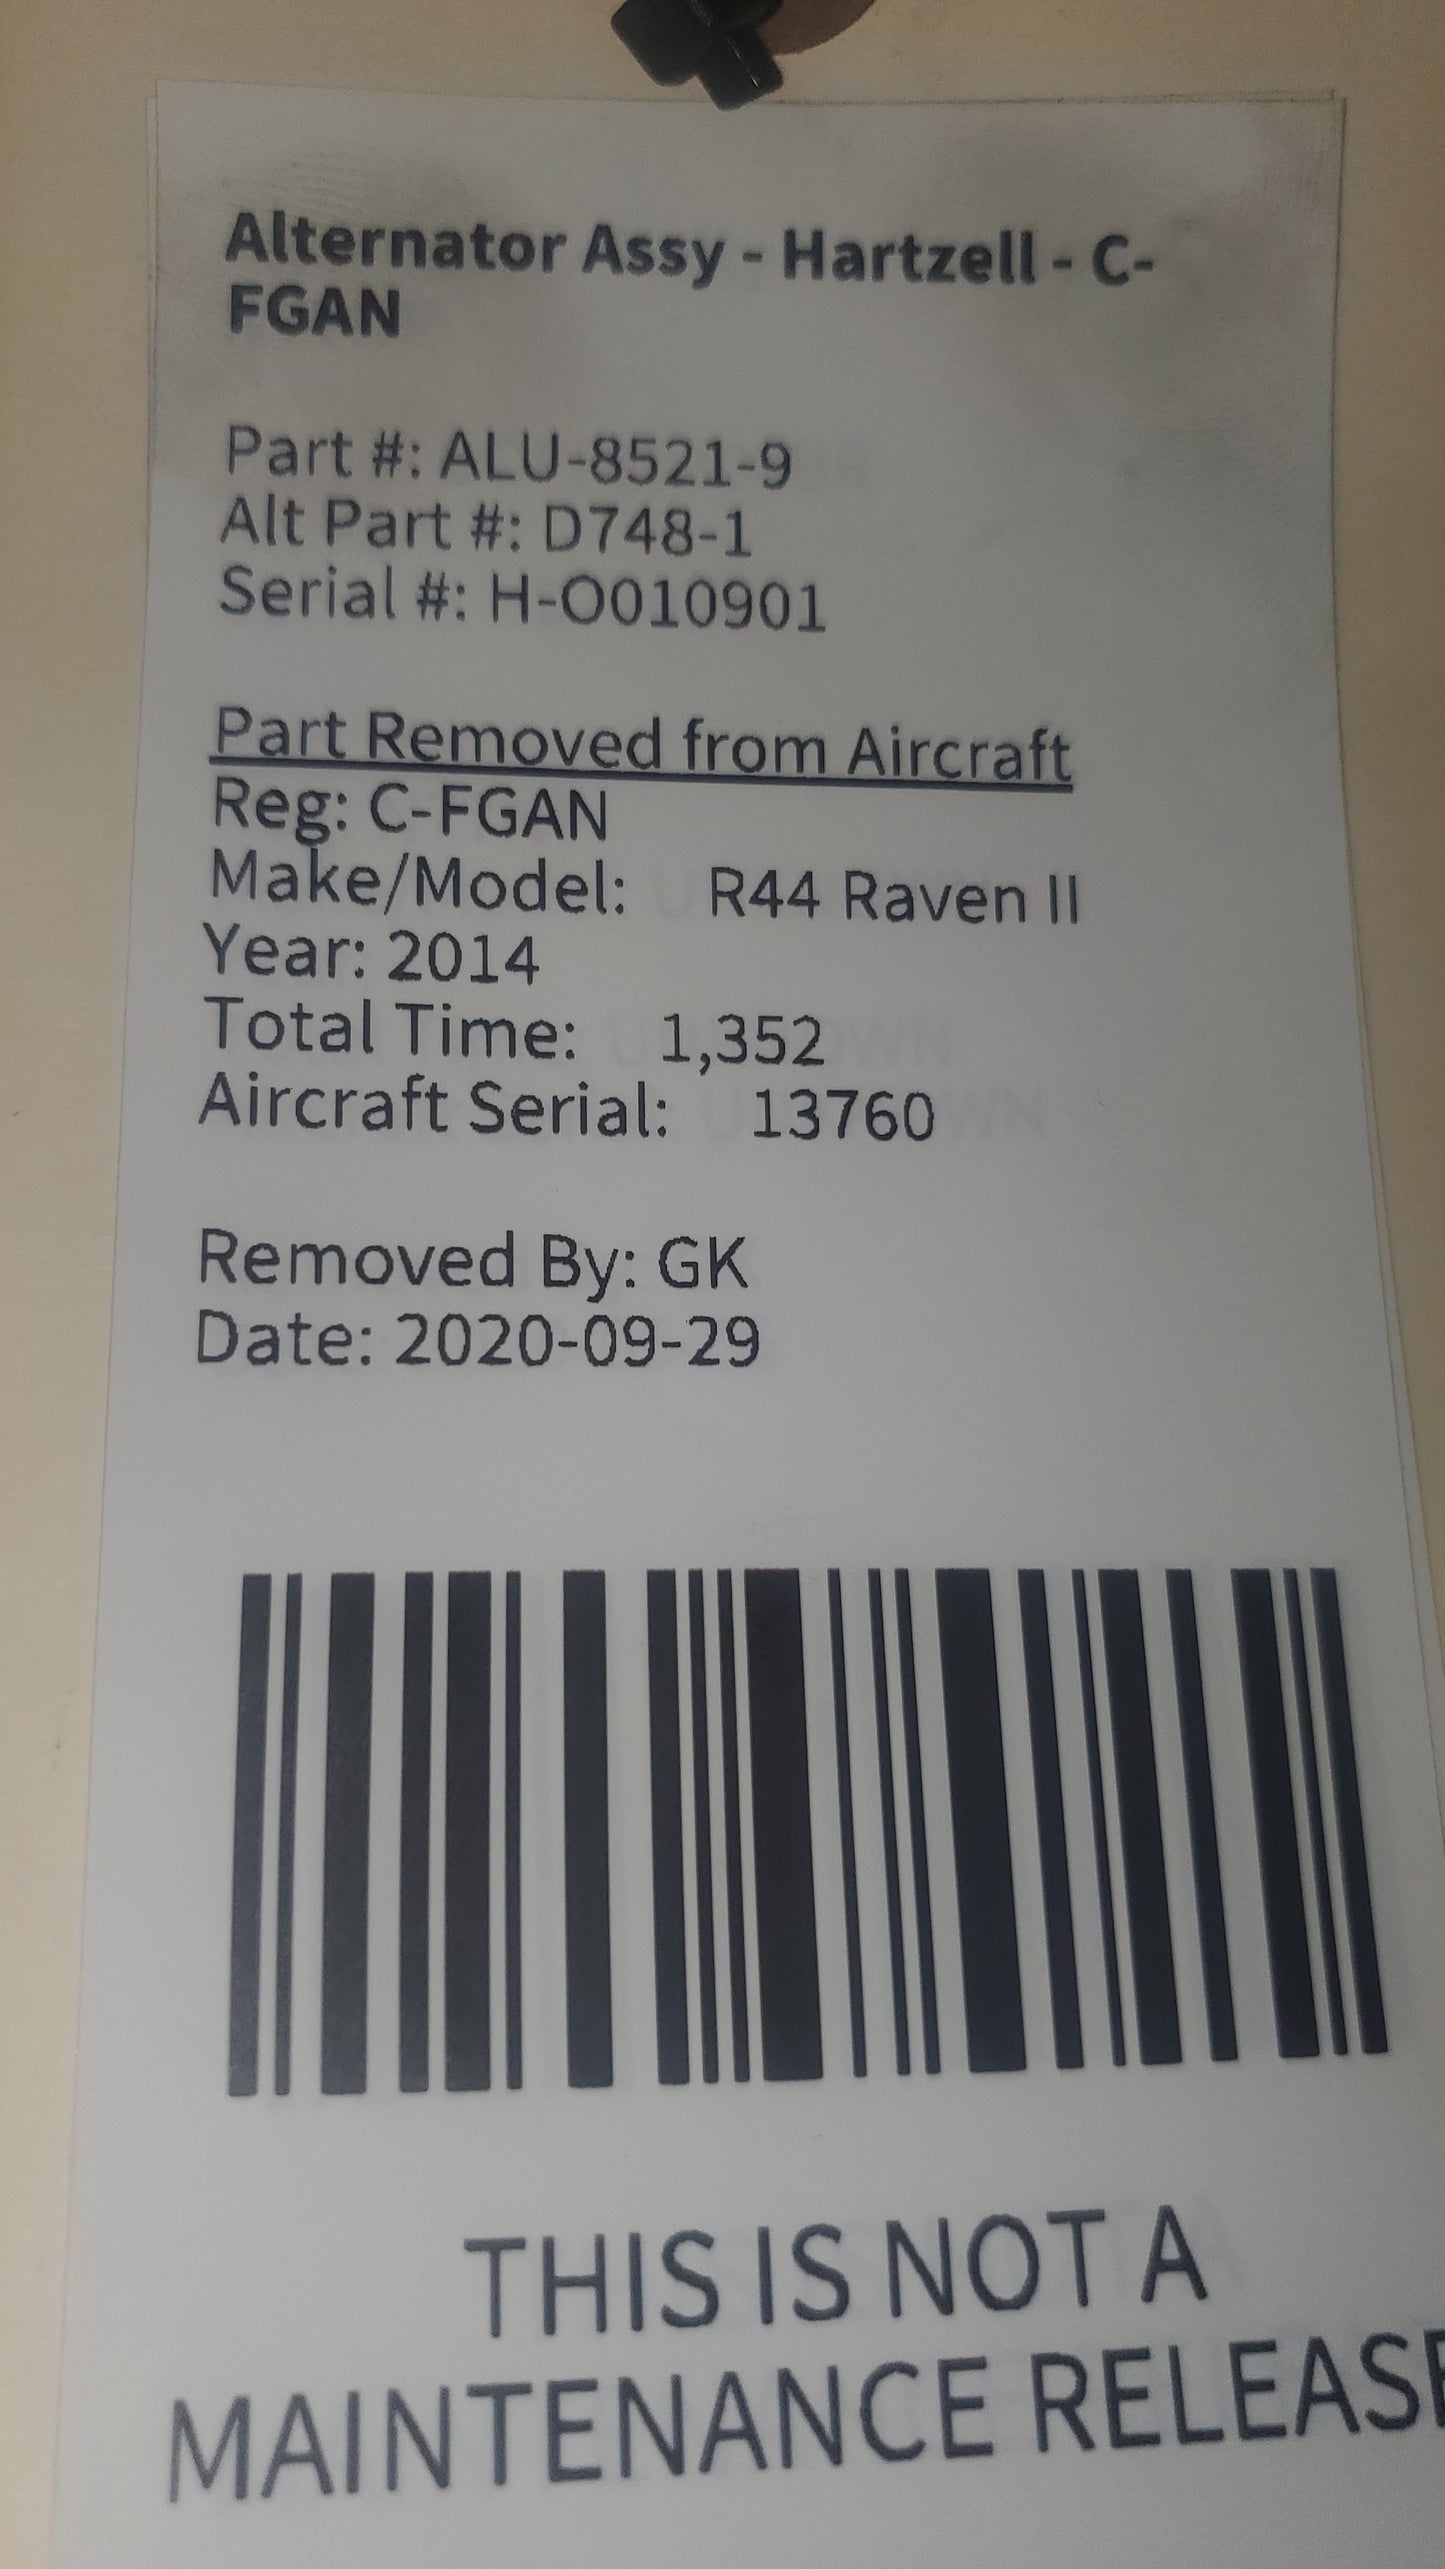 Alternator Assy - Hartzell - C-
FGAN
Part #: ALU-8521-9
Alt Part #: D748-1
Serial #: H-O010901
Part Removed from Aircraft
Reg: C-FGAN
Make/Model: R44 Raven II
Year: 2014
Total Time: 1,352
Aircraft Serial: 13760
Removed By: GK
Date: 2020-09-29
THIS IS NOT A
MAINTENANCE RELEASE